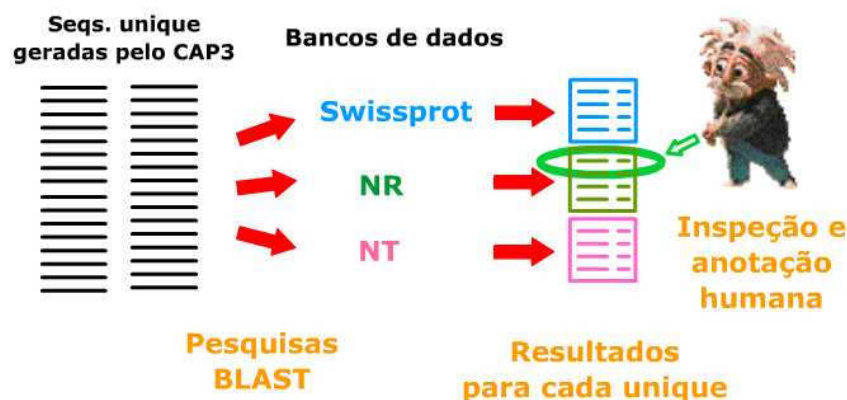 Seqs. unique
geradas pelo CAP3
Bancos de dados
Swissprot
NR
NT
Inspeção e
anotação
humana
Pesquisas
BLAST
Resultados
para cada unique